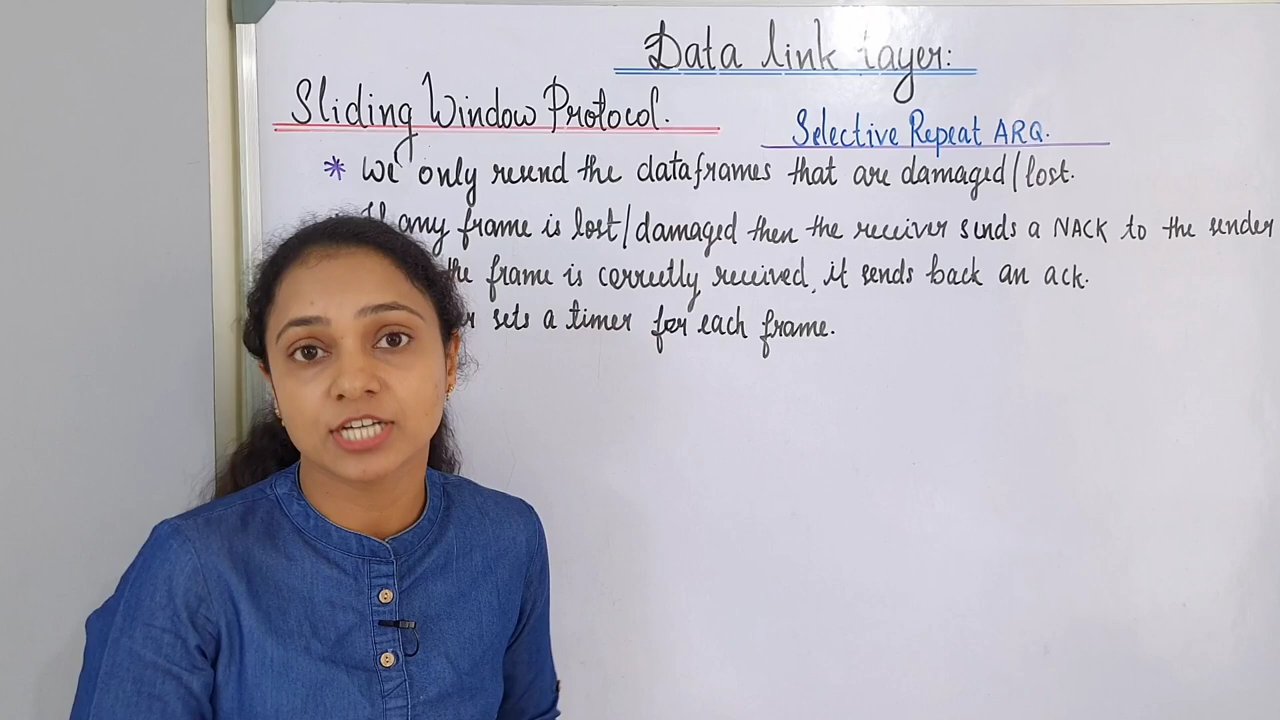 Data link layer:
Sliding Window Protocol.
Selective Repeat ARQ.
* We only resend the dataframes that are damaged/lost.
If any frame is lost/damaged then the receiver sends a NACK to the sender
the frame is correctly received, it sends back an ack.
sets a timer for each frame.